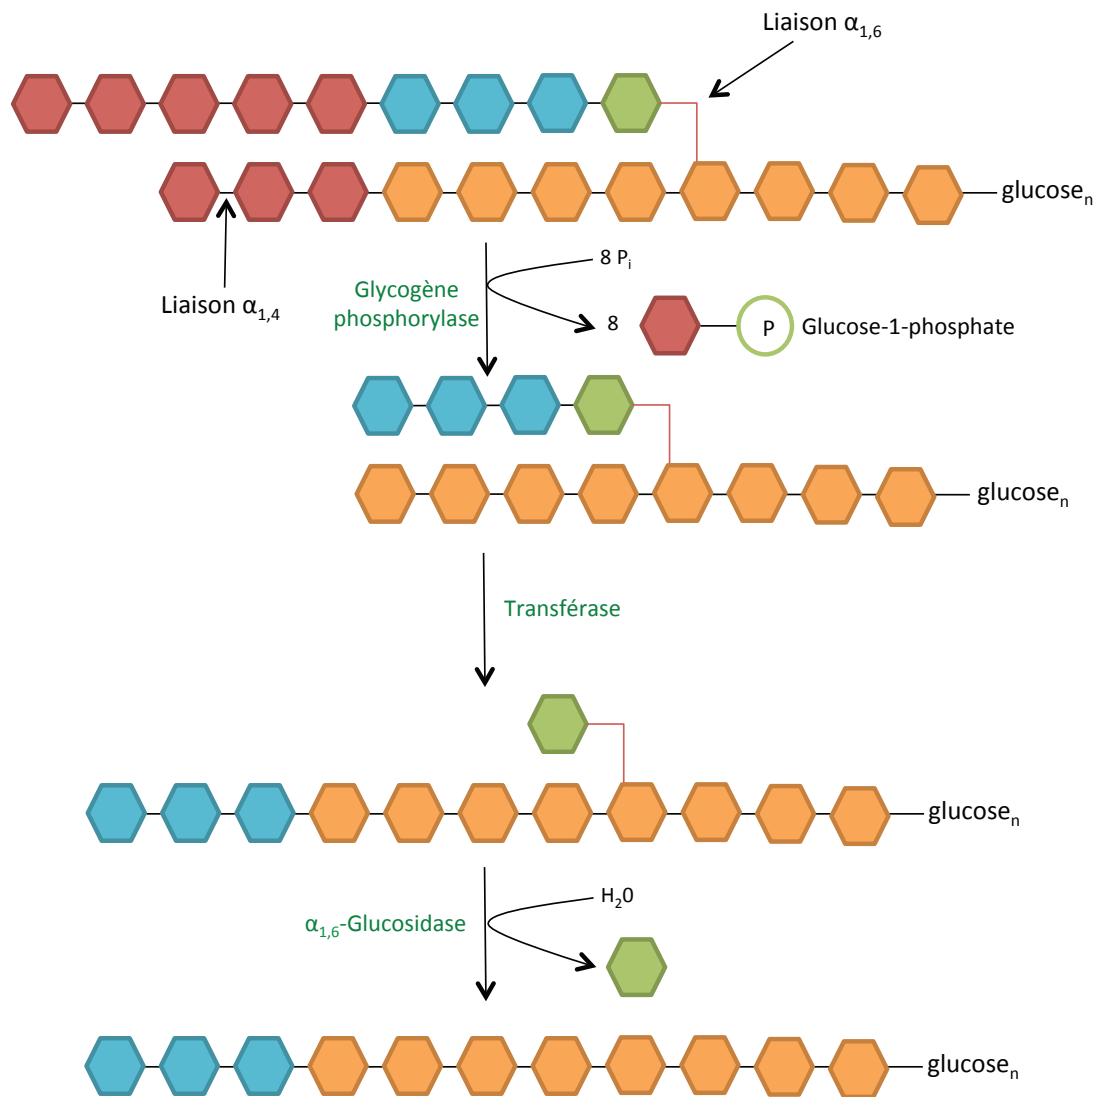 Liaison α1,6
glucosen
Liaison α1,4
8 Pi
Glycogène
phosphorylase
8
P
Glucose-1-phosphate
glucosen
Transférase
glucosen
H20
α1,6-Glucosidase
glucosen